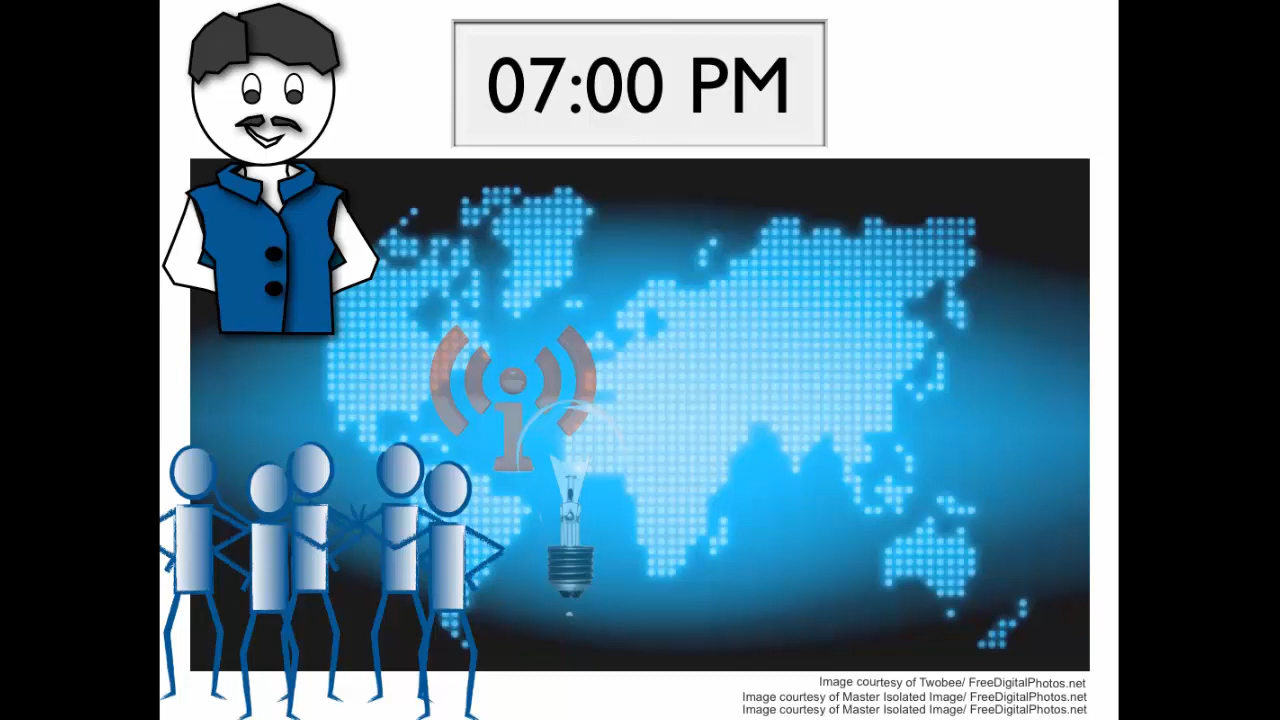 07:00 PM
Image courtesy of Twobee/ FreeDigitalPhotos.net
Image courtesy of Master Isolated Image/ FreeDigitalPhotos.net
Image courtesy of Master Isolated Image/ FreeDigitalPhotos.net